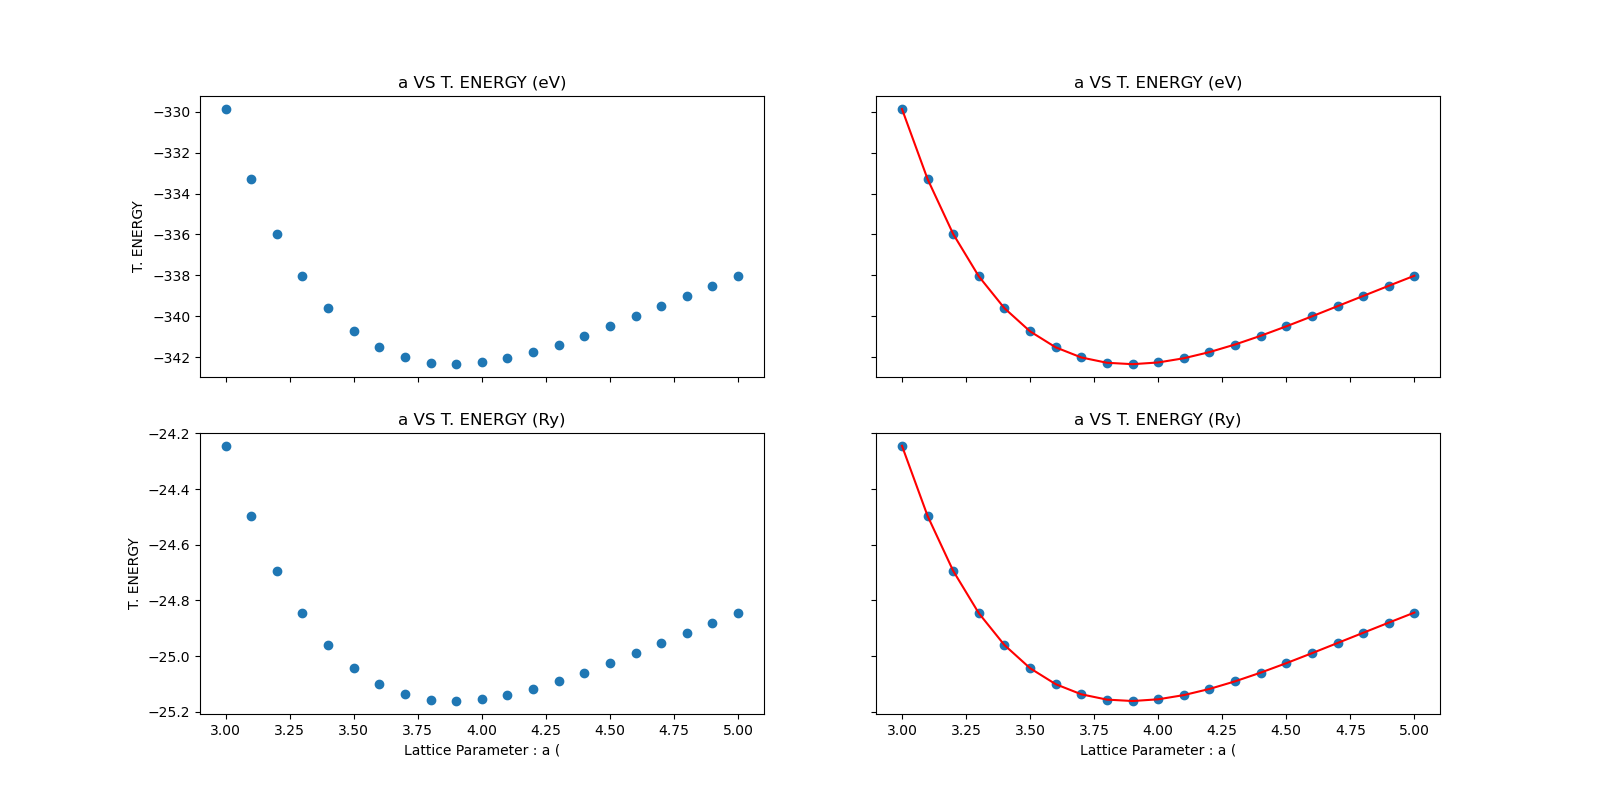 a VS T. ENERGY (eV)
a VS T. ENERGY (eV)
T. ENERGY
−330
−332
−334
−336
−338
−340
−342
a VS T. ENERGY (Ry)
a VS T. ENERGY (Ry)
T. ENERGY
−24.2
−24.4
−24.6
−24.8
−25.0
−25.2
3.00 3.25 3.50 3.75 4.00 4.25 4.50 4.75 5.00
3.00 3.25 3.50 3.75 4.00 4.25 4.50 4.75 5.00
Lattice Parameter : a (
Lattice Parameter : a (